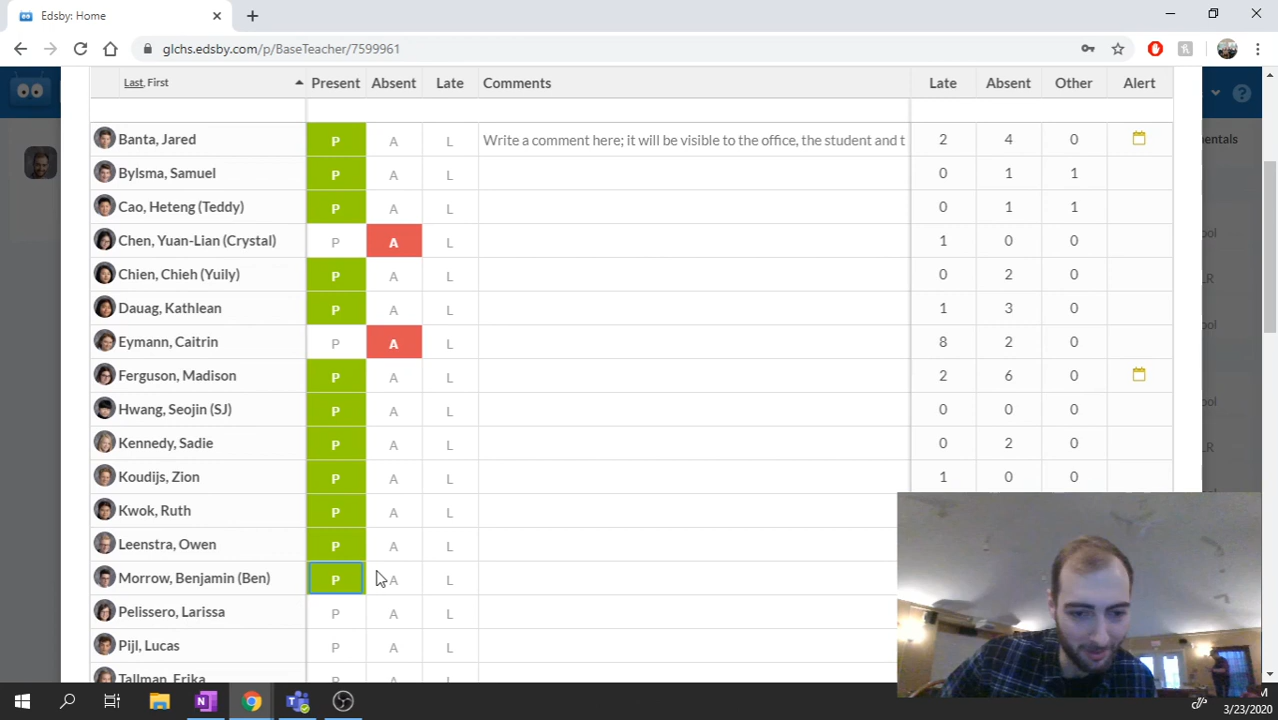 Edsby: Home
glchs.edsby.com/p/BaseTeacher/7599961
Last, First Present Absent Late Comments Late Absent Other Alert
Banta, Jared P A L Write a comment here; it will be visible to the office, the student and t 2 4 0
Bylsma, Samuel P A L 0 1 1
Cao, Heteng (Teddy) P A L 0 1 1
Chen, Yuan-Lian (Crystal) P A L 1 0 0
Chien, Chieh (Yuily) P A L 0 2 0
Dauag, Kathlean P A L 1 3 0
Eymann, Caitrin P A L 8 2 0
Ferguson, Madison P A L 2 6 0
Hwang, Seojin (SJ) P A L 0 0 0
Kennedy, Sadie P A L 0 2 0
Koudijs, Zion P A L 1 0 0
Kwok, Ruth P A L
Leenstra, Owen P A L
Morrow, Benjamin (Ben) P A L
Pelissero, Larissa P A L
Pijl, Lucas P A L
Tallman, Erika P A L
3/23/2020